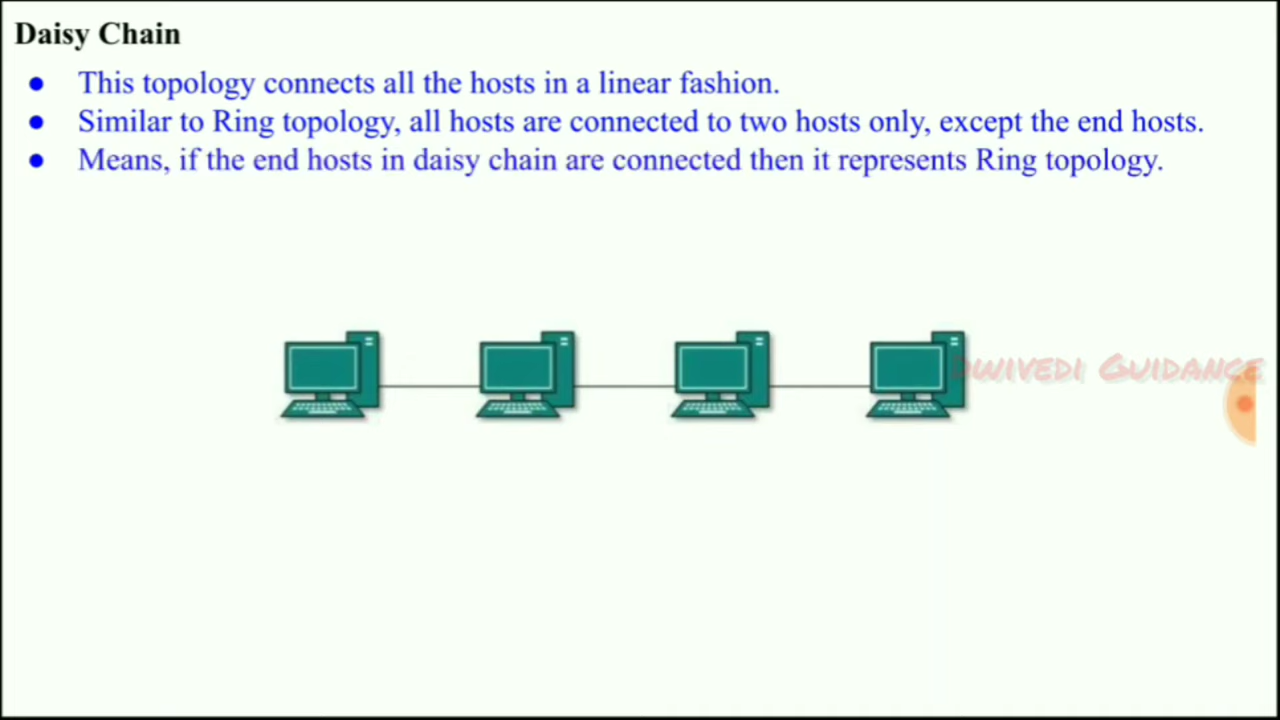 Daisy Chain
● This topology connects all the hosts in a linear fashion.
● Similar to Ring topology, all hosts are connected to two hosts only, except the end hosts.
● Means, if the end hosts in daisy chain are connected then it represents Ring topology.
Dwivedi Guidance